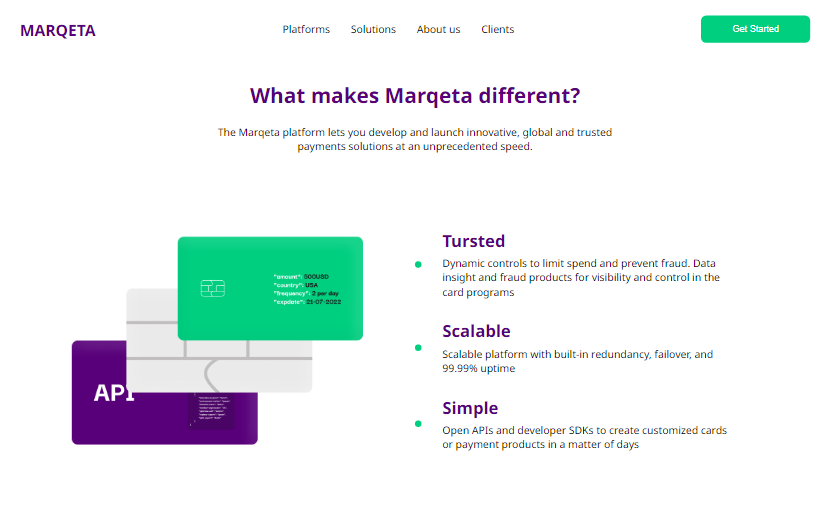 MARQETA
Platforms
Solutions
About us
Clients
Get Started
What makes Marqeta different?
The Marqeta platform lets you develop and launch innovative, global and trusted
payments solutions at an unprecedented speed.
"amount": 500USD
"country": USA
"frequency": 2 per day
"expdate": 21-07-2022
API
Tursted
Dynamic controls to limit spend and prevent fraud. Data
insight and fraud products for visibility and control in the
card programs
Scalable
Scalable platform with built-in redundancy, failover, and
99.99% uptime
Simple
Open APIs and developer SDKs to create customized cards
or payment products in a matter of days